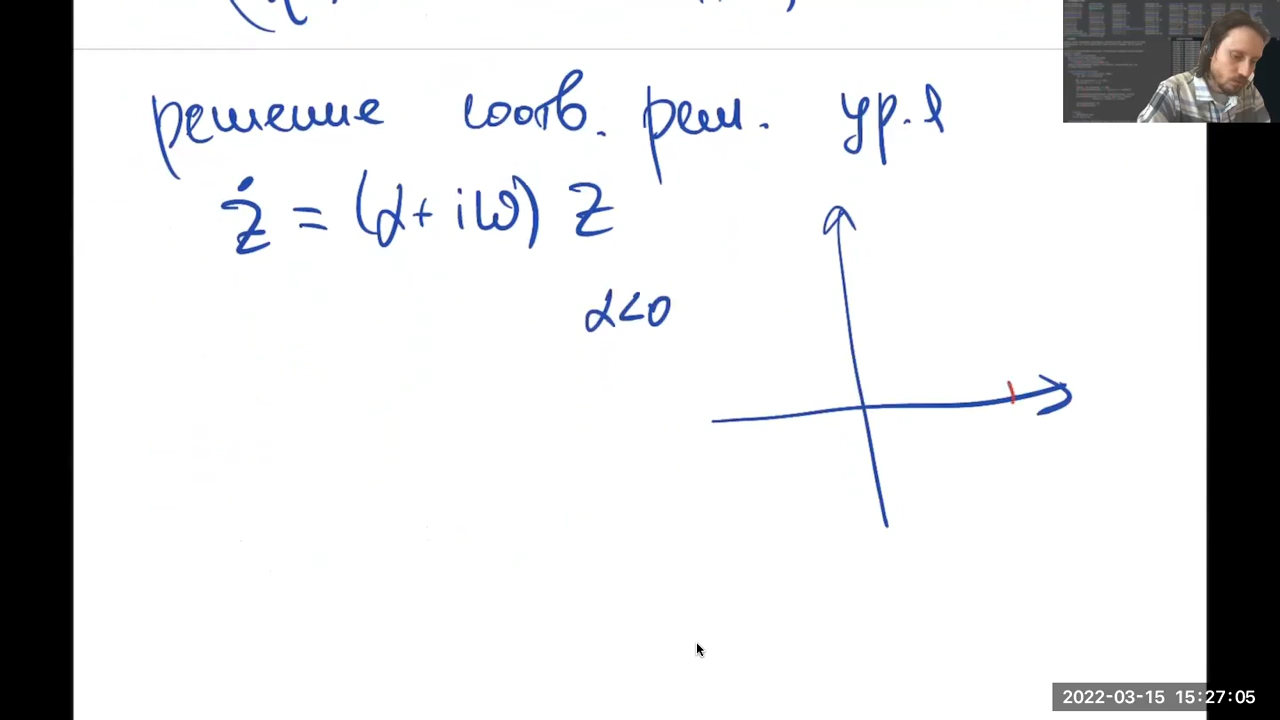 решение соотв. реш. ур.я
ż = (α + iω) z
α<0
2022-03-15 15:27:05